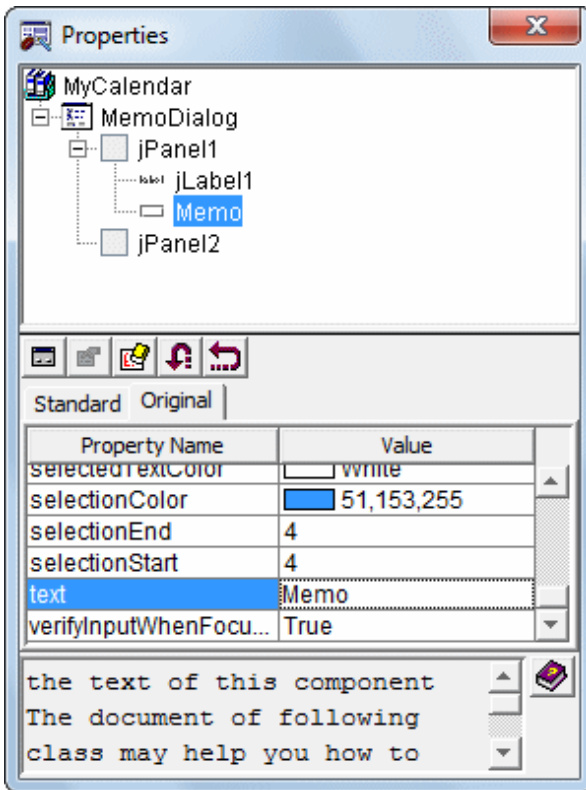 Properties
MyCalendar
MemoDialog
jPanel1
label jLabel1
Memo
jPanel2
Standard Original
Property Name Value
selectedTextColor White
selectionColor 51,153,255
selectionEnd 4
selectionStart 4
text Memo
verifyInputWhenFocu... True
the text of this component
The document of following
class may help you how to